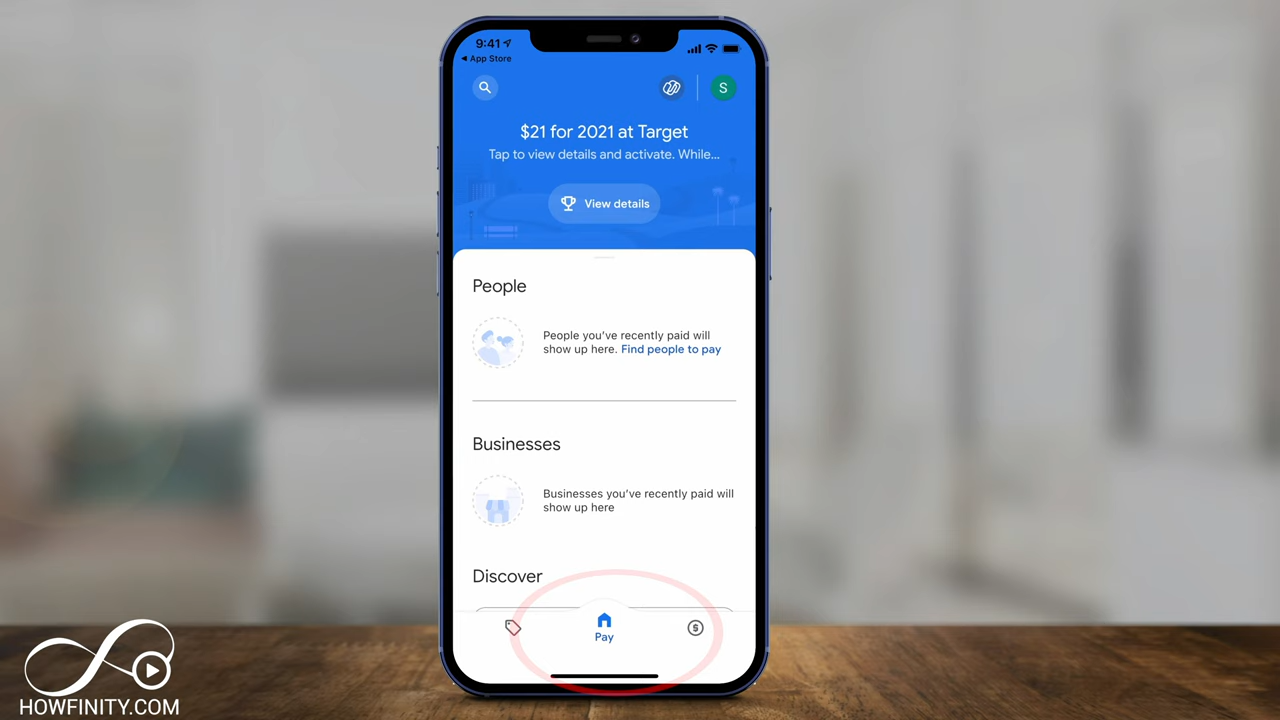 9:41
App Store
S
$21 for 2021 at Target
Tap to view details and activate. While...
View details
People
People you've recently paid will
show up here. Find people to pay
Businesses
Businesses you've recently paid will
show up here
Discover
$
Pay
HOWFINITY.COM